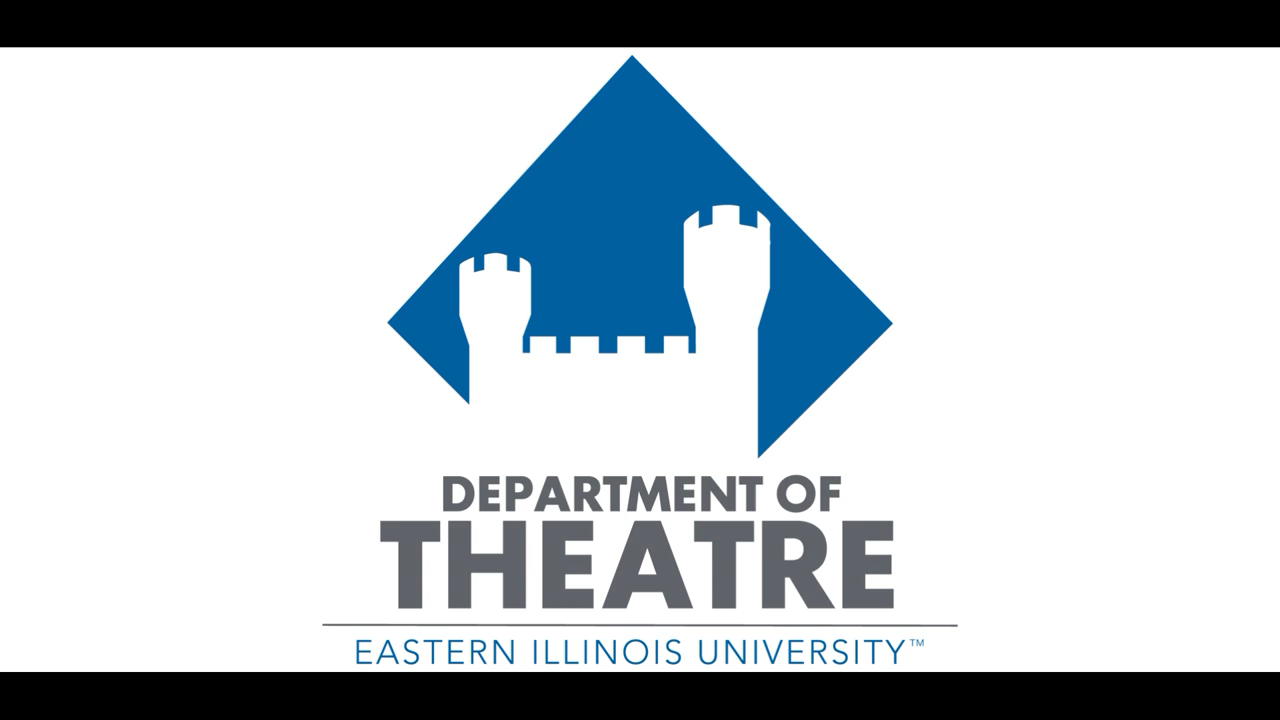 DEPARTMENT OF
THEATRE
EASTERN ILLINOIS UNIVERSITY™